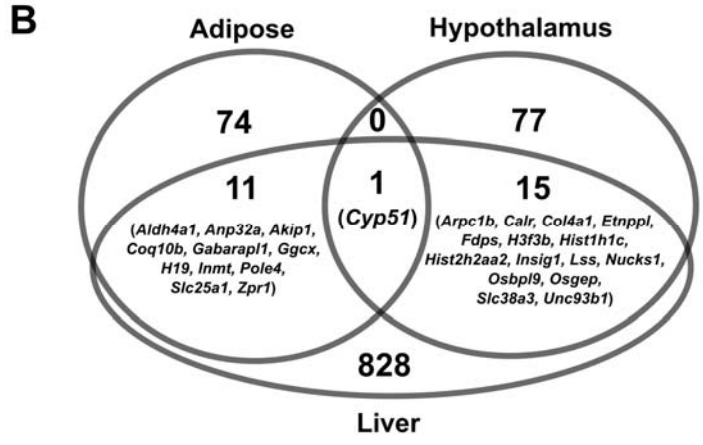 B
Adipose
Hypothalamus
74
0
77
11
1
15
(Aldh4a1, Anp32a, Akip1,
Coq10b, Gabarapl1, Ggcx,
H19, Inmt, Pole4,
Slc25a1, Zpr1)
(Cyp51)
(Arpc1b, Calr, Col4a1, Etnppl,
Fdps, H3f3b, Hist1h1c,
Hist2h2aa2, Insig1, Lss, Nucks1,
Osbpl9, Osgep,
Slc38a3, Unc93b1)
828
Liver